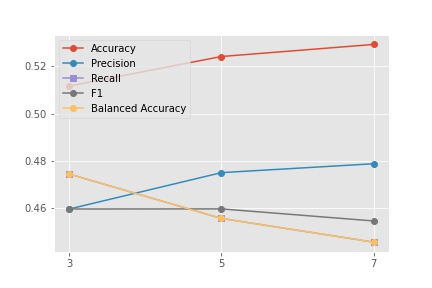 Accuracy
Precision
Recall
F1
Balanced Accuracy
0.52
0.50
0.48
0.46
3 5 7